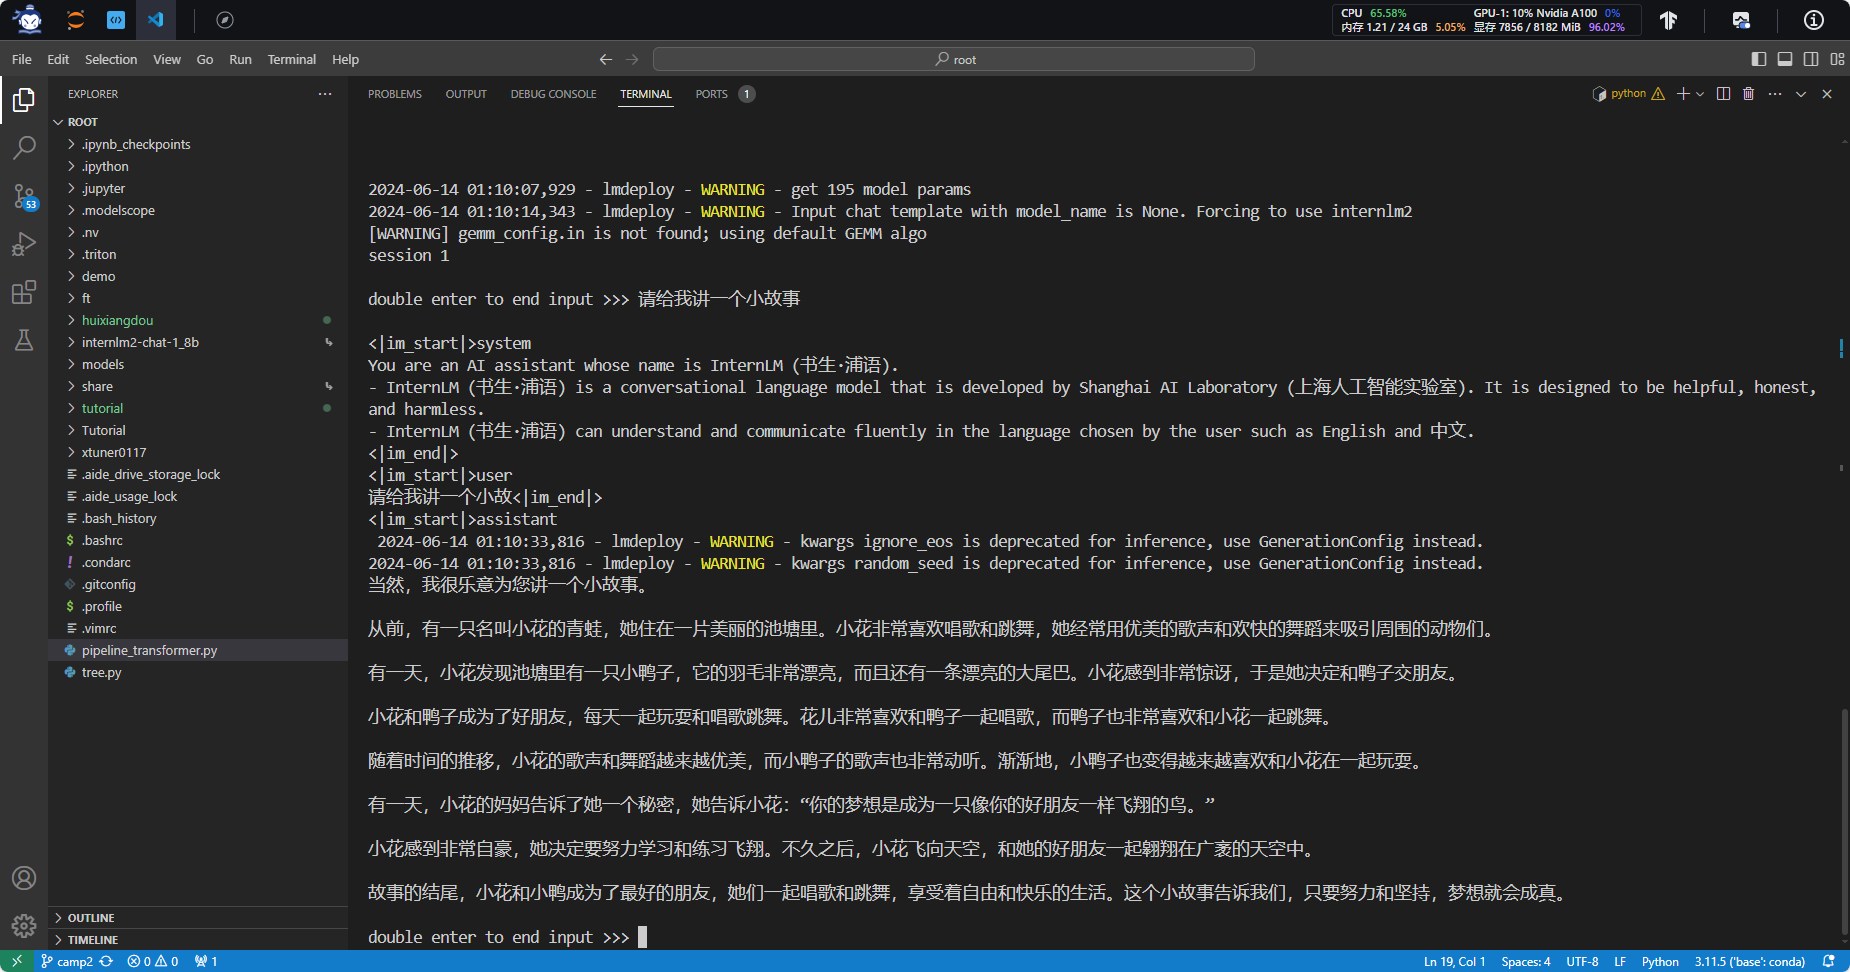 CPU 65.58%
GPU-1: 10% Nvidia A100 0%
内存 1.21 / 24 GB 5.05%
显存 7856 / 8182 MiB 96.02%
File Edit Selection View Go Run Terminal Help
root
EXPLORER
PROBLEMS OUTPUT DEBUG CONSOLE TERMINAL PORTS 1
python
ROOT
.ipynb_checkpoints
.ipython
.jupyter
.modelscope
.nv
.triton
demo
ft
huixiangdou
internlm2-chat-1_8b
models
share
tutorial
Tutorial
xtuner0117
.aide_drive_storage_lock
.aide_usage_lock
.bash_history
.bashrc
.condarc
.gitconfig
.profile
.vimrc
pipeline_transformer.py
tree.py
OUTLINE
TIMELINE
53
2024-06-14 01:10:07,929 - lmdeploy - WARNING - get 195 model params
2024-06-14 01:10:14,343 - lmdeploy - WARNING - Input chat template with model_name is None. Forcing to use internlm2
[WARNING] gemm_config.in is not found; using default GEMM algo
session 1
double enter to end input >>> 请给我讲一个小故事
<|im_start|>system
You are an AI assistant whose name is InternLM (书生·浦语).
- InternLM (书生·浦语) is a conversational language model that is developed by Shanghai AI Laboratory (上海人工智能实验室). It is designed to be helpful, honest,
and harmless.
- InternLM (书生·浦语) can understand and communicate fluently in the language chosen by the user such as English and 中文.
<|im_end|>
<|im_start|>user
请给我讲一个小故<|im_end|>
<|im_start|>assistant
2024-06-14 01:10:33,816 - lmdeploy - WARNING - kwargs ignore_eos is deprecated for inference, use GenerationConfig instead.
2024-06-14 01:10:33,816 - lmdeploy - WARNING - kwargs random_seed is deprecated for inference, use GenerationConfig instead.
当然，我很乐意为您讲一个小故事。
从前，有一只名叫小花的青蛙，她住在一片美丽的池塘里。小花非常喜欢唱歌和跳舞，她经常用优美的歌声和欢快的舞蹈来吸引周围的动物们。
有一天，小花发现池塘里有一只小鸭子，它的羽毛非常漂亮，而且还有一条漂亮的大尾巴。小花感到非常惊讶，于是她决定和鸭子交朋友。
小花和鸭子成为了好朋友，每天一起玩耍和唱歌跳舞。花儿非常喜欢和鸭子一起唱歌，而鸭子也非常喜欢和小花一起跳舞。
随着时间的推移，小花的歌声和舞蹈越来越优美，而小鸭子的歌声也非常动听。渐渐地，小鸭子也变得越来越喜欢和小花在一起玩耍。
有一天，小花的妈妈告诉了她一个秘密，她告诉小花：“你的梦想是成为一只像你的好朋友一样飞翔的鸟。”
小花感到非常自豪，她决定要努力学习和练习飞翔。不久之后，小花飞向天空，和她的好朋友一起翱翔在广袤的天空中。
故事的结尾，小花和小鸭成为了最好的朋友，她们一起唱歌和跳舞，享受着自由和快乐的生活。这个小故事告诉我们，只要努力和坚持，梦想就会成真。
double enter to end input >>>
camp2 0 0 1
Ln 19, Col 1 Spaces: 4 UTF-8 LF Python 3.11.5 ('base': conda)